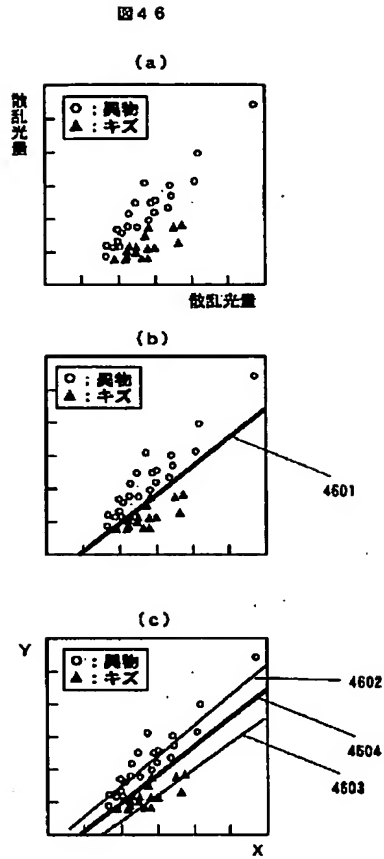 図46
(a)
散乱光量
○：異物
▲：キズ
散乱光量
(b)
○：異物
▲：キズ
4601
(c)
Y
○：異物
▲：キズ
4602
4604
4603
X